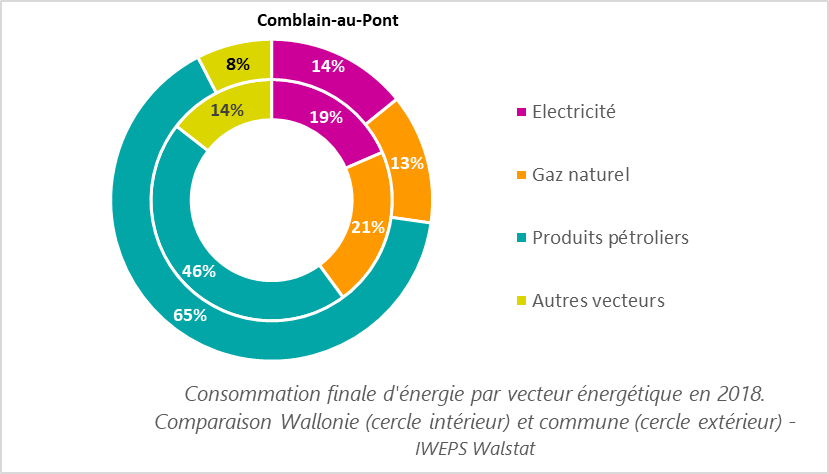 Comblain-au-Pont
8%
14%
14%
19%
13%
21%
46%
65%
Electricité
Gaz naturel
Produits pétroliers
Autres vecteurs
Consommation finale d'énergie par vecteur énergétique en 2018.
Comparaison Wallonie (cercle intérieur) et commune (cercle extérieur) -
IWEPS Walstat